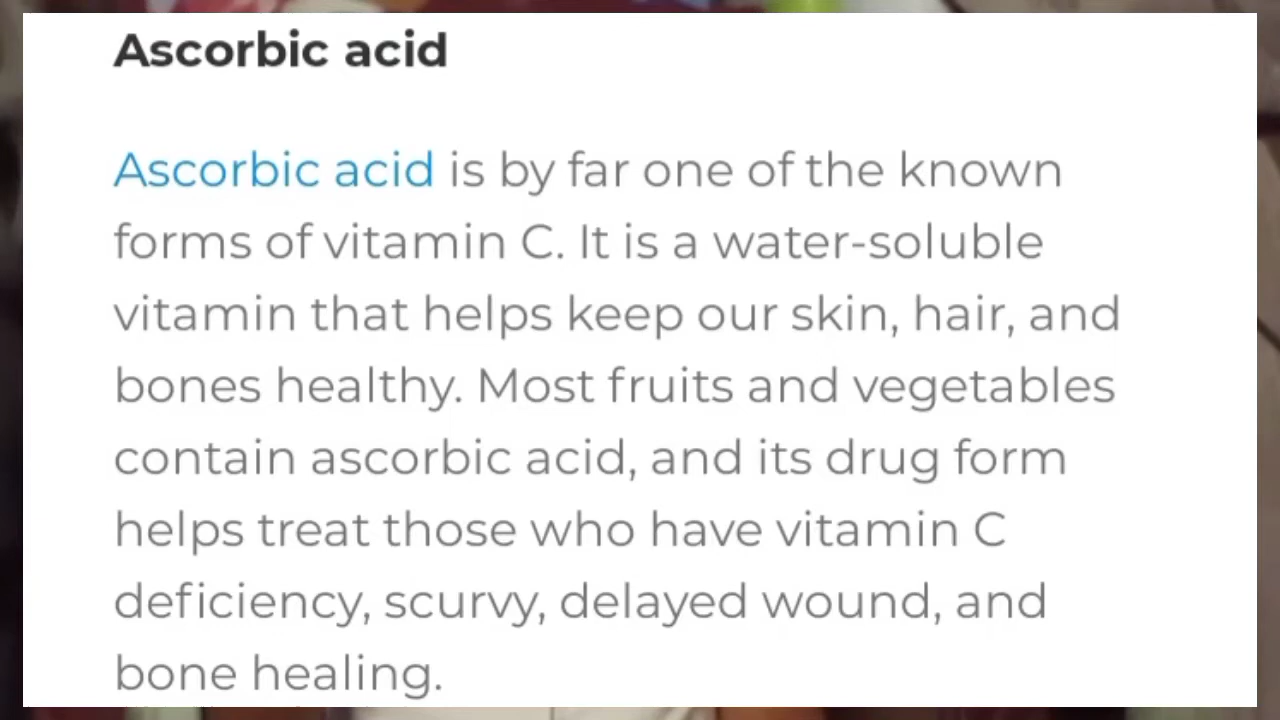 Ascorbic acid
Ascorbic acid is by far one of the known
forms of vitamin C. It is a water-soluble
vitamin that helps keep our skin, hair, and
bones healthy. Most fruits and vegetables
contain ascorbic acid, and its drug form
helps treat those who have vitamin C
deficiency, scurvy, delayed wound, and
bone healing.